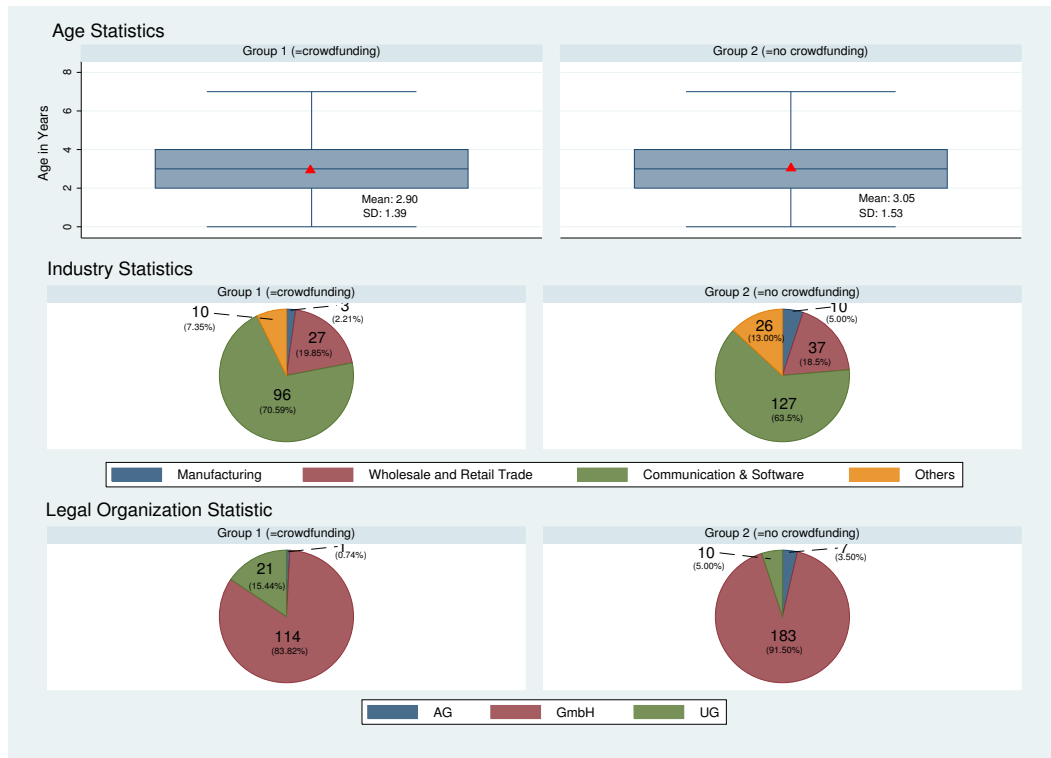 Age Statistics
Group 1 (=crowdfunding)
Group 2 (=no crowdfunding)
Age in Years
8
6
4
2
0
Mean: 2.90
SD: 1.39
Mean: 3.05
SD: 1.53
Industry Statistics
Group 1 (=crowdfunding)
Group 2 (=no crowdfunding)
10
(7.35%)
3
(2.21%)
27
(19.85%)
96
(70.59%)
10
(5.00%)
26
(13.00%)
37
(18.5%)
127
(63.5%)
Manufacturing
Wholesale and Retail Trade
Communication & Software
Others
Legal Organization Statistic
Group 1 (=crowdfunding)
Group 2 (=no crowdfunding)
1
(0.74%)
21
(15.44%)
114
(83.82%)
10
(5.00%)
7
(3.50%)
183
(91.50%)
AG
GmbH
UG